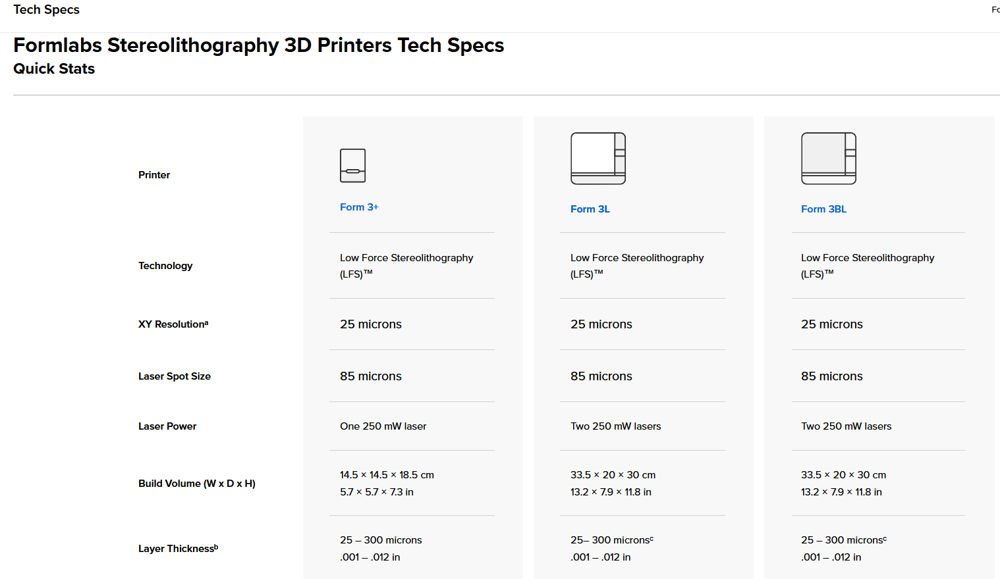 Tech Specs
Formlabs Stereolithography 3D Printers Tech Specs
Quick Stats
Printer
Form 3+
Form 3L
Form 3BL
Technology
Low Force Stereolithography
(LFS)™
Low Force Stereolithography
(LFS)™
Low Force Stereolithography
(LFS)™
XY Resolutionᵃ
25 microns
25 microns
25 microns
Laser Spot Size
85 microns
85 microns
85 microns
Laser Power
One 250 mW laser
Two 250 mW lasers
Two 250 mW lasers
Build Volume (W x D x H)
14.5 × 14.5 × 18.5 cm
5.7 × 5.7 × 7.3 in
33.5 × 20 × 30 cm
13.2 × 7.9 × 11.8 in
33.5 × 20 × 30 cm
13.2 × 7.9 × 11.8 in
Layer Thicknessᵇ
25 – 300 microns
.001 – .012 in
25– 300 micronsᶜ
.001 – .012 in
25 – 300 micronsᶜ
.001 – .012 in